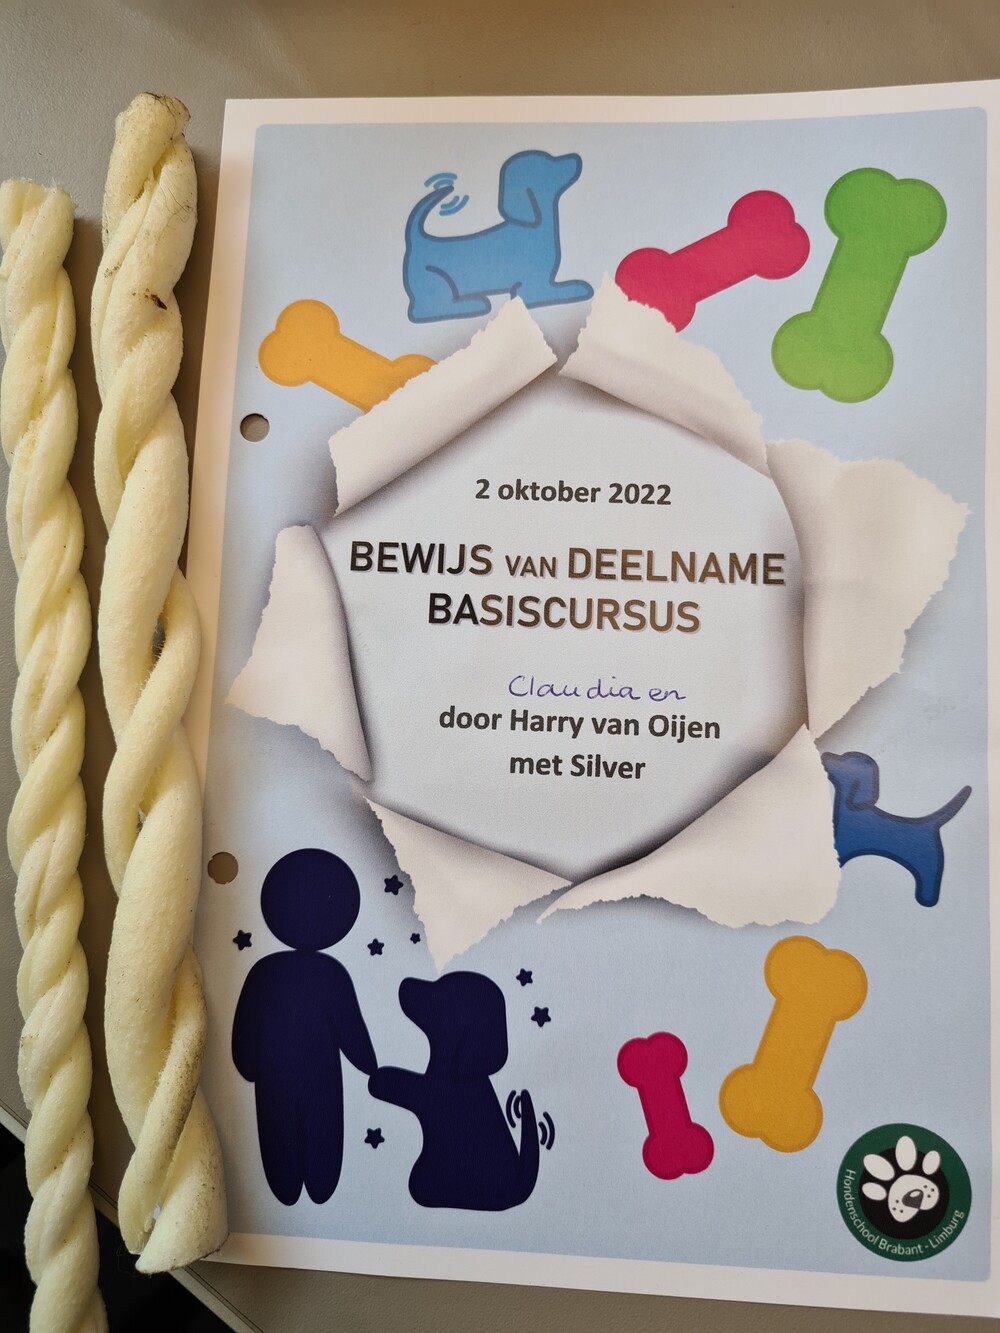 2 oktober 2022
BEWIJS VAN DEELNAME
BASISCURSUS
Claudia en
door Harry van Oijen
met Silver
Hondenschool Brabant - Limburg